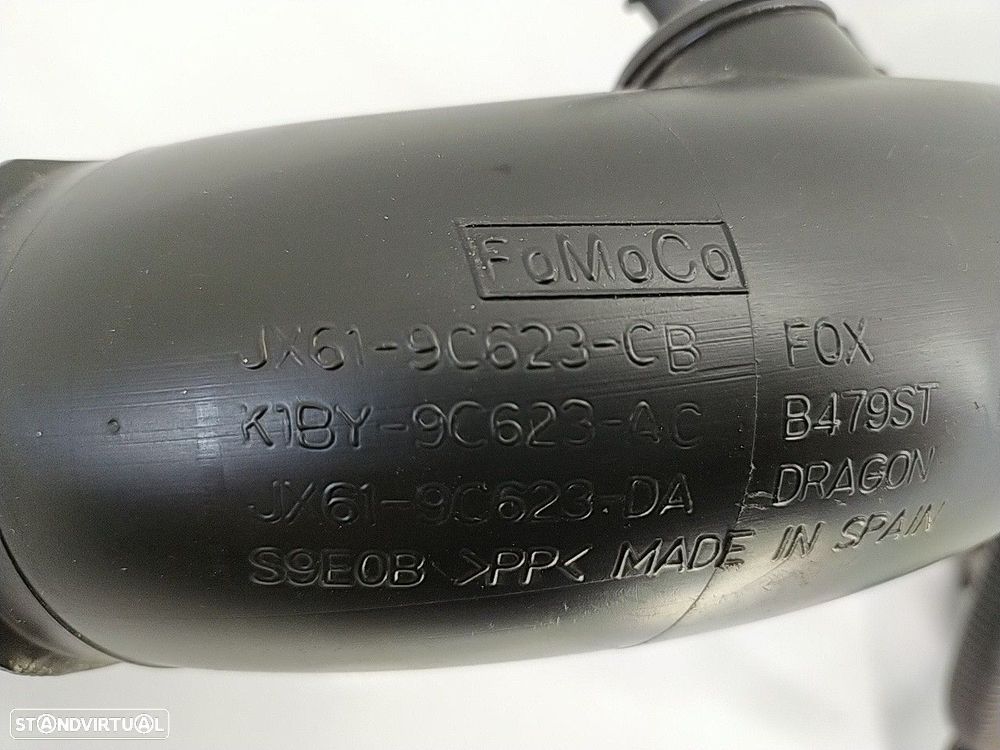 FoMoCo
JX61-9C623-CB FOX
K1BY-9C623-AC B479ST
JX61-9C623-DA DRAGON
S9E0B >PP< MADE IN SPAIN
STANDVIRTUAL